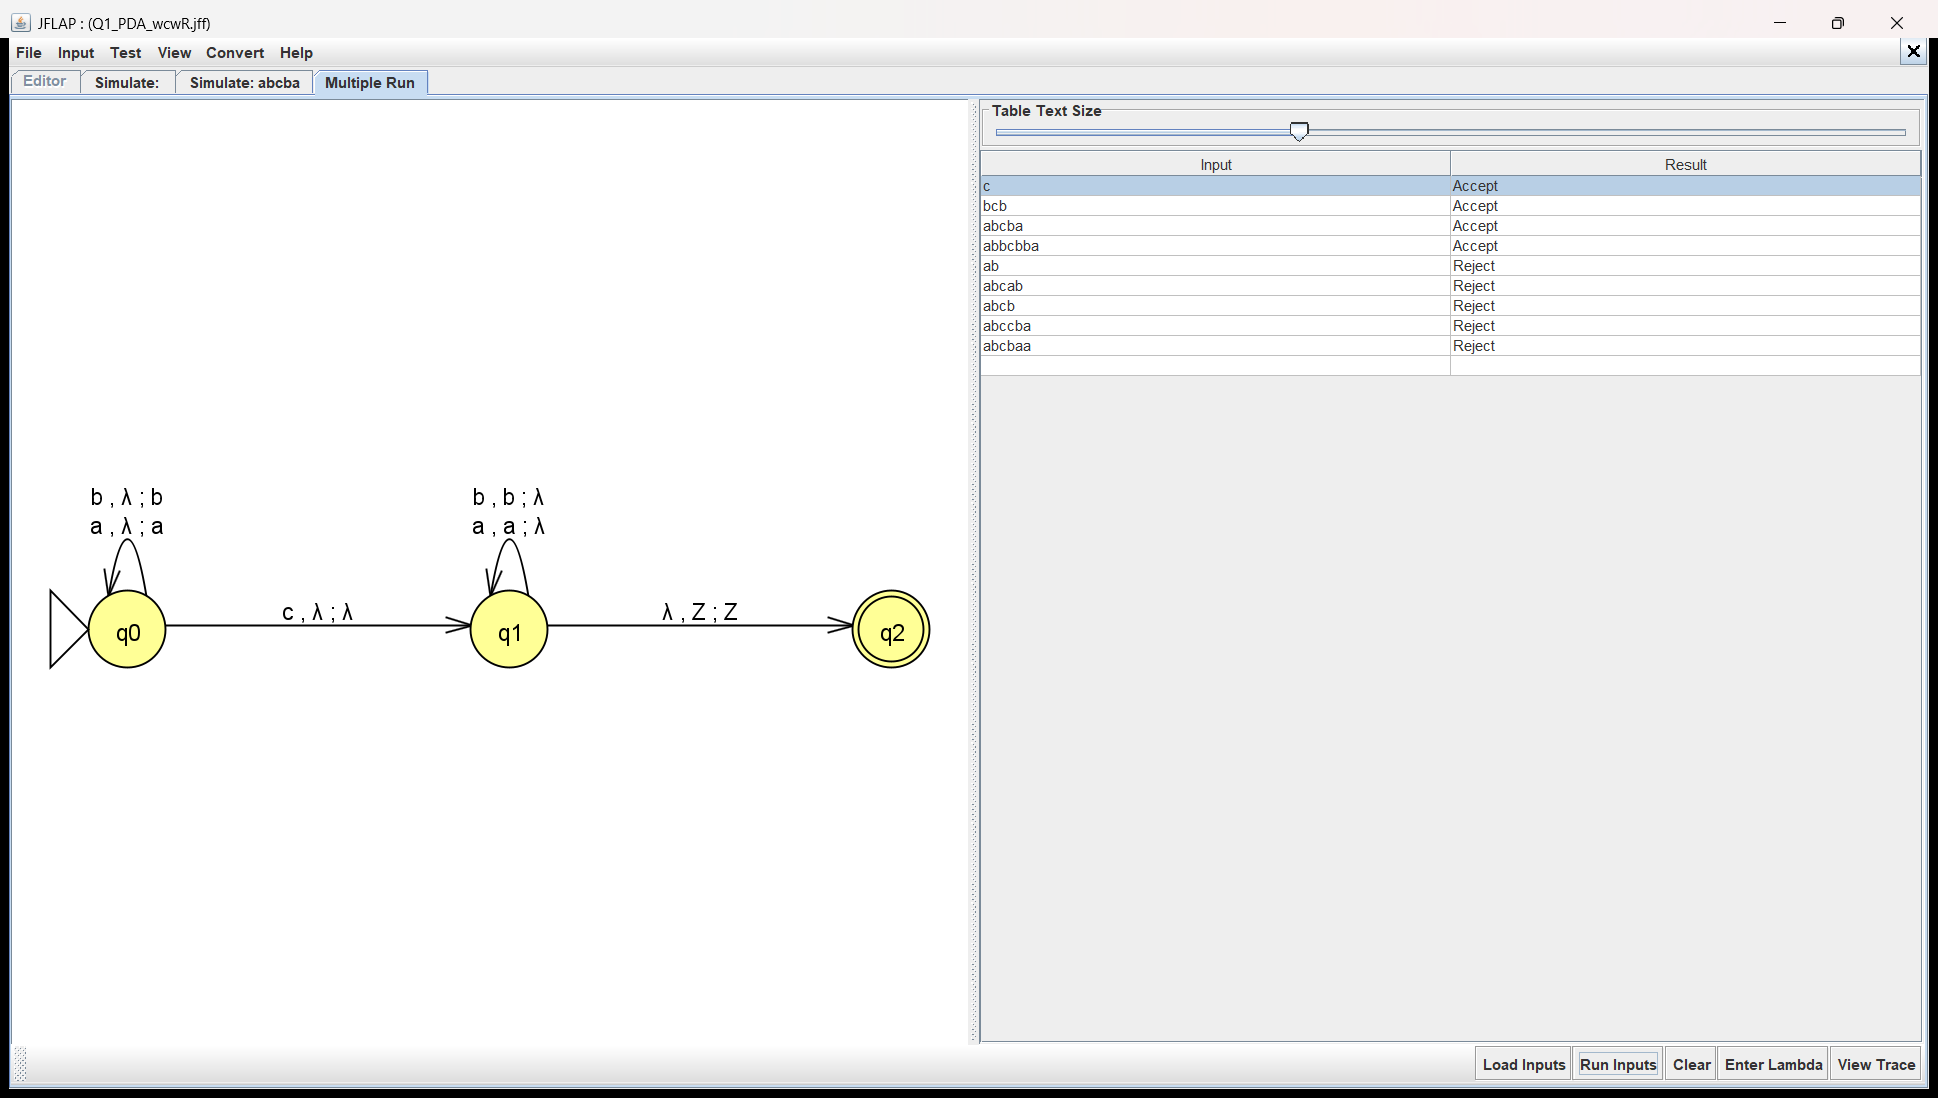 JFLAP : (Q1_PDA_wcwR.jff)
File Input Test View Convert Help
Editor Simulate: Simulate: abcba Multiple Run
b , λ ; b
a , λ ; a
b , b ; λ
a , a ; λ
c , λ ; λ
λ , Z ; Z
q0
q1
q2
Table Text Size
Input Result
c Accept
bcb Accept
abcba Accept
abbcbba Accept
ab Reject
abcab Reject
abcb Reject
abccba Reject
abcbaa Reject
Load Inputs Run Inputs Clear Enter Lambda View Trace